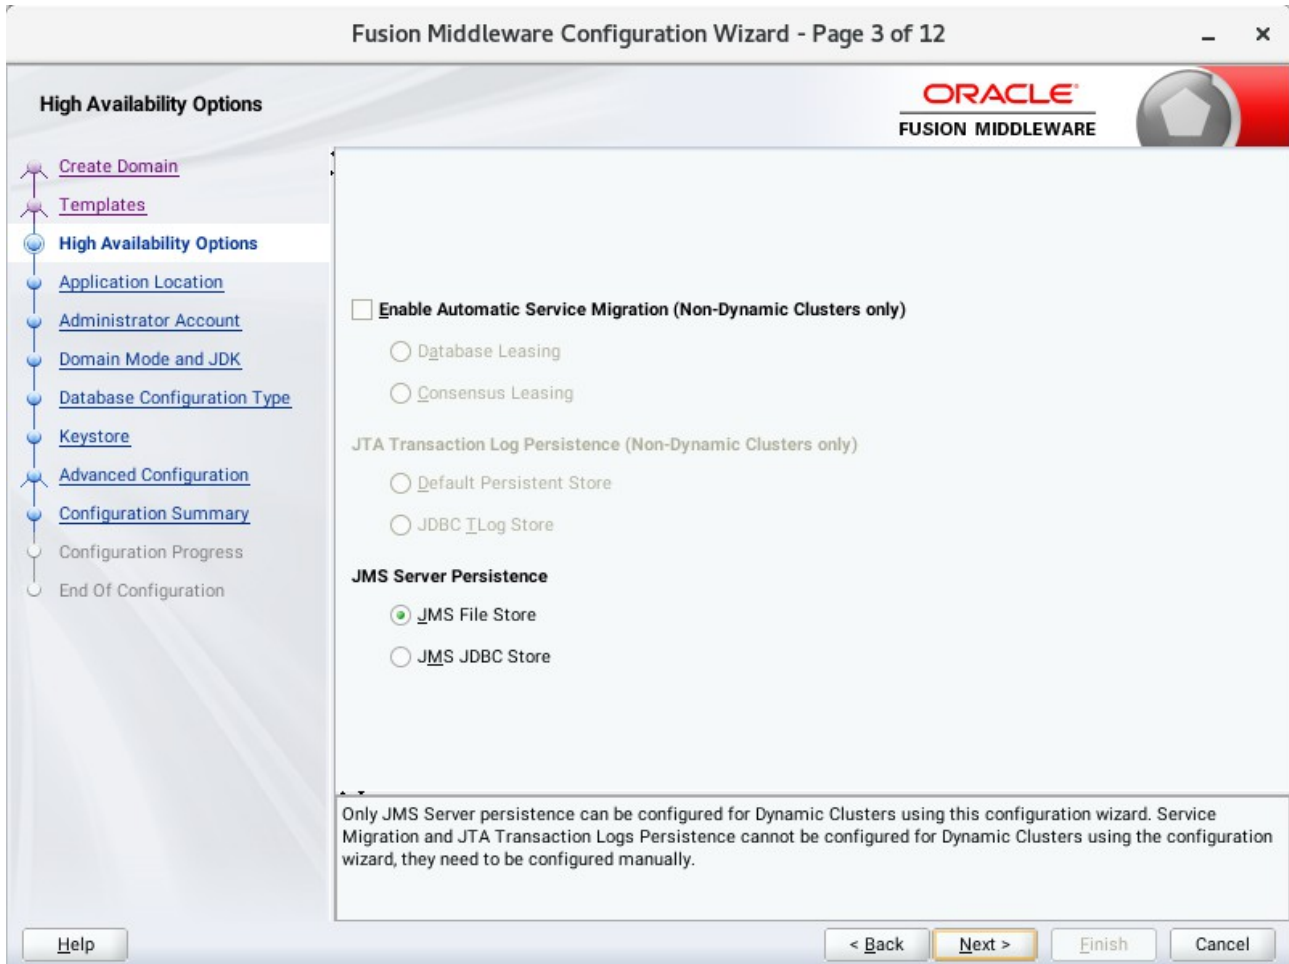 Fusion Middleware Configuration Wizard - Page 3 of 12
High Availability Options
ORACLE
FUSION MIDDLEWARE
Create Domain
Templates
High Availability Options
Application Location
Administrator Account
Domain Mode and JDK
Database Configuration Type
Keystore
Advanced Configuration
Configuration Summary
Configuration Progress
End Of Configuration
Enable Automatic Service Migration (Non-Dynamic Clusters only)
Database Leasing
Consensus Leasing
JTA Transaction Log Persistence (Non-Dynamic Clusters only)
Default Persistent Store
JDBC TLog Store
JMS Server Persistence
JMS File Store
JMS JDBC Store
Only JMS Server persistence can be configured for Dynamic Clusters using this configuration wizard. Service
Migration and JTA Transaction Logs Persistence cannot be configured for Dynamic Clusters using the configuration
wizard, they need to be configured manually.
Help
< Back
Next >
Finish
Cancel